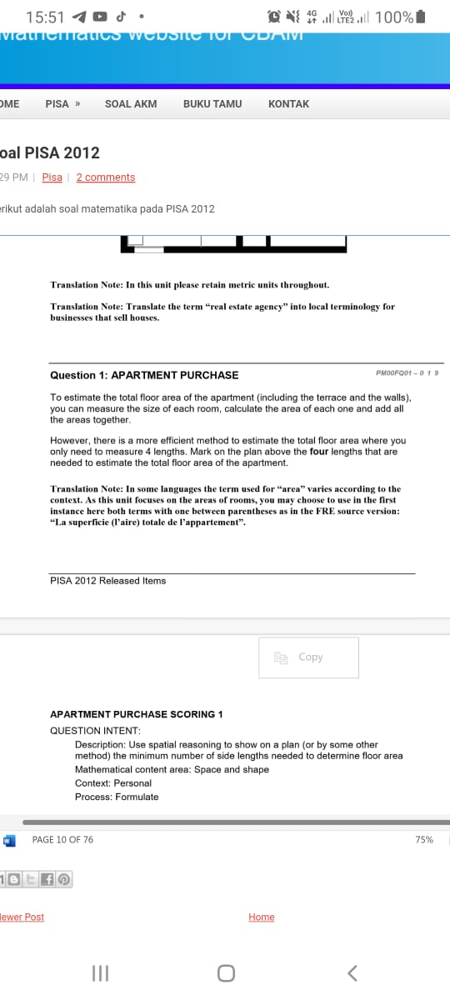 15:51 4G Vo)) LTE2 100%
Mathematics website for CBAM
OME PISA » SOAL AKM BUKU TAMU KONTAK
oal PISA 2012
29 PM | Pisa | 2 comments
erikut adalah soal matematika pada PISA 2012
Translation Note: In this unit please retain metric units throughout.
Translation Note: Translate the term “real estate agency” into local terminology for
businesses that sell houses.
Question 1: APARTMENT PURCHASE PM00FQ01 – 0 1 9
To estimate the total floor area of the apartment (including the terrace and the walls),
you can measure the size of each room, calculate the area of each one and add all
the areas together.
However, there is a more efficient method to estimate the total floor area where you
only need to measure 4 lengths. Mark on the plan above the four lengths that are
needed to estimate the total floor area of the apartment.
Translation Note: In some languages the term used for “area” varies according to the
context. As this unit focuses on the areas of rooms, you may choose to use in the first
instance here both terms with one between parentheses as in the FRE source version:
“La superficie (l’aire) totale de l’appartement”.
PISA 2012 Released Items
Copy
APARTMENT PURCHASE SCORING 1
QUESTION INTENT:
Description: Use spatial reasoning to show on a plan (or by some other
method) the minimum number of side lengths needed to determine floor area
Mathematical content area: Space and shape
Context: Personal
Process: Formulate
PAGE 10 OF 76 75%
ewer Post Home